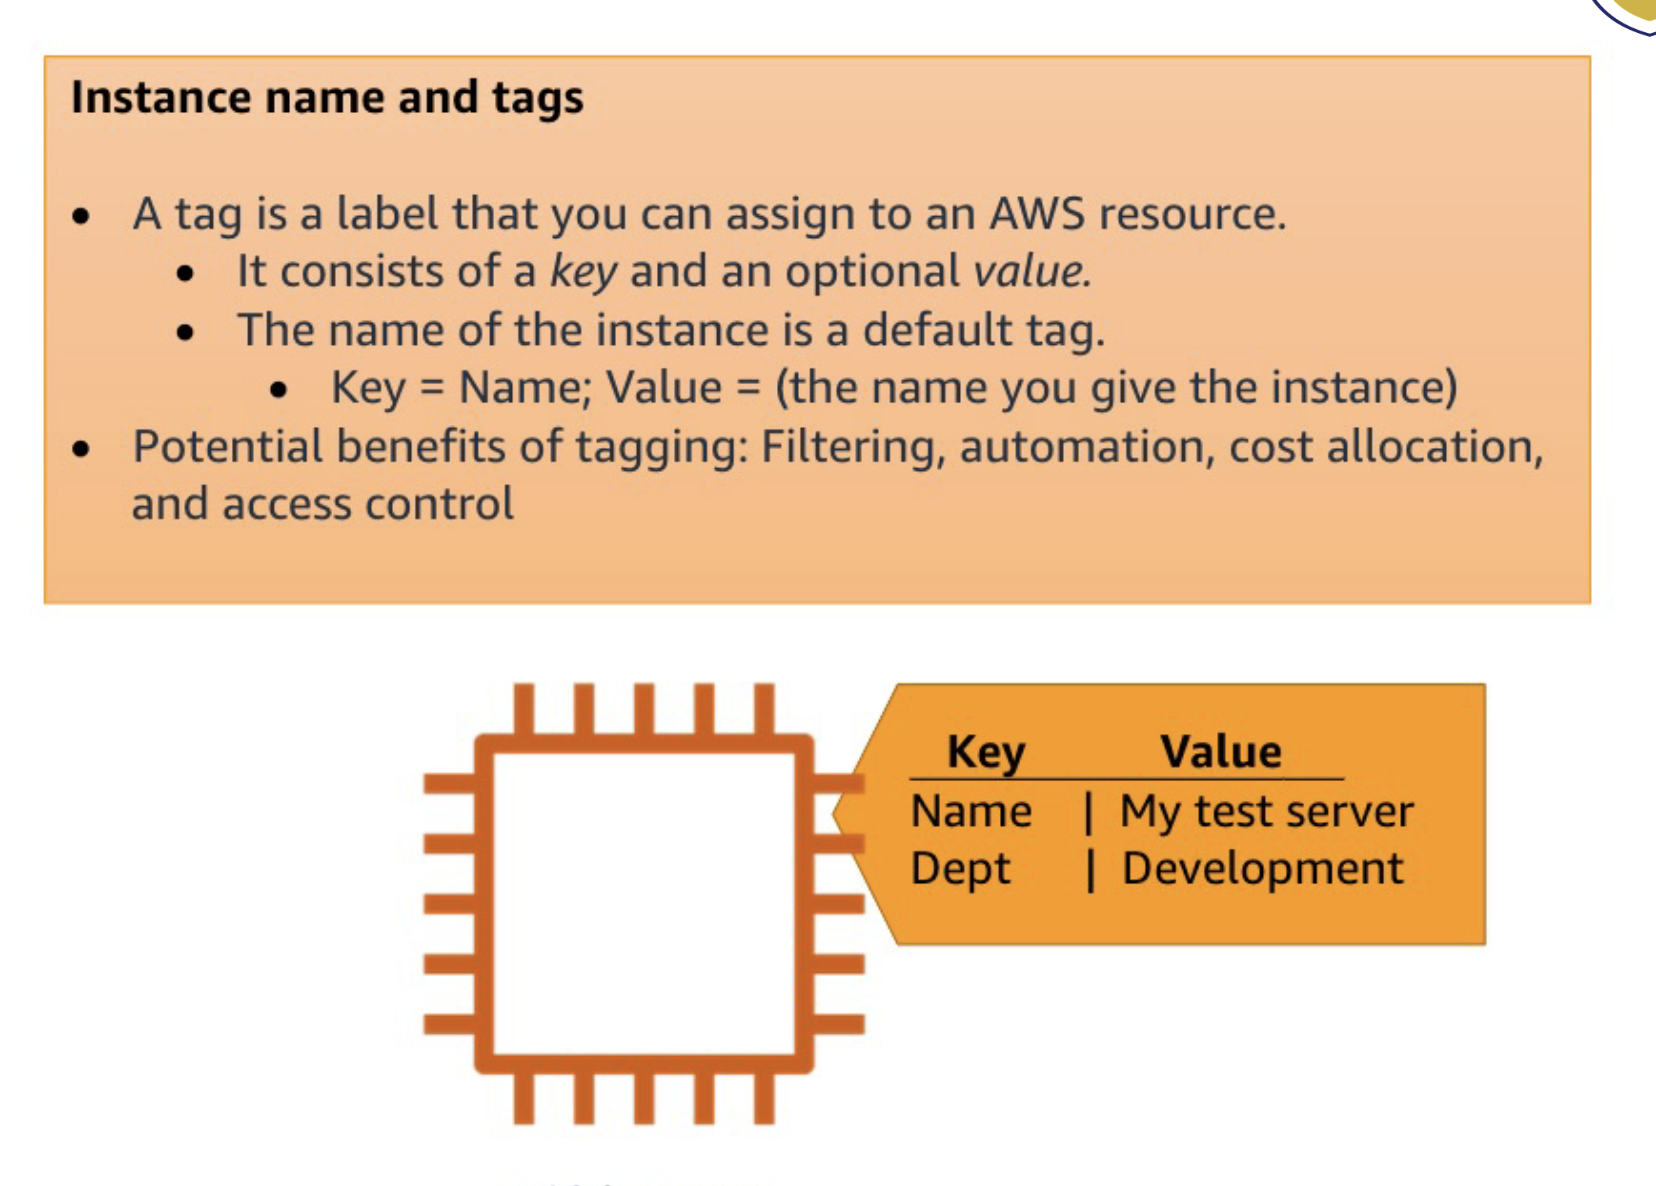 Instance name and tags
• A tag is a label that you can assign to an AWS resource.
• It consists of a key and an optional value.
• The name of the instance is a default tag.
• Key = Name; Value = (the name you give the instance)
• Potential benefits of tagging: Filtering, automation, cost allocation,
and access control
Key Value
Name | My test server
Dept | Development